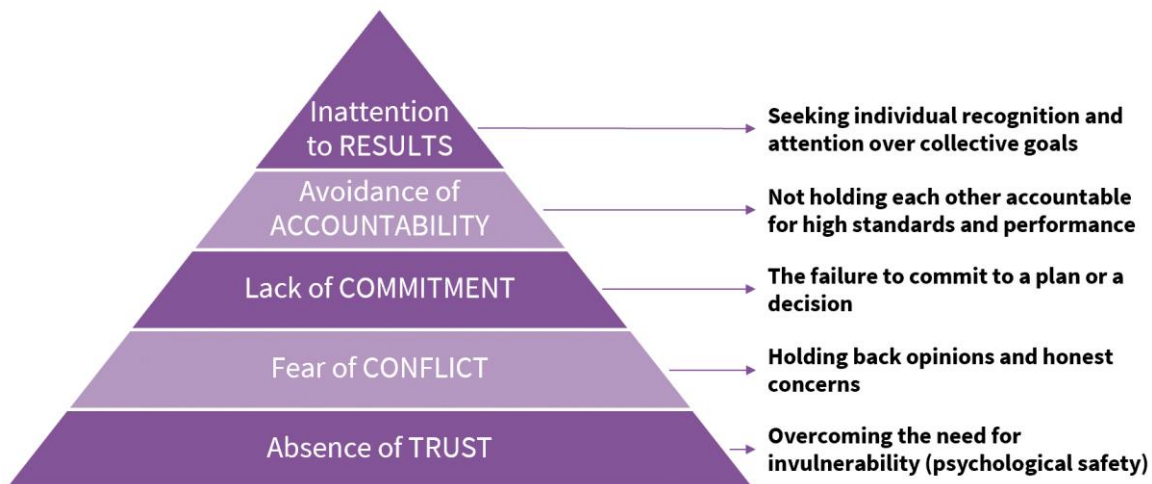 Inattention
to RESULTS
Seeking individual recognition and
attention over collective goals
Avoidance of
ACCOUNTABILITY
Not holding each other accountable
for high standards and performance
Lack of COMMITMENT
The failure to commit to a plan or a
decision
Fear of CONFLICT
Holding back opinions and honest
concerns
Absence of TRUST
Overcoming the need for
invulnerability (psychological safety)